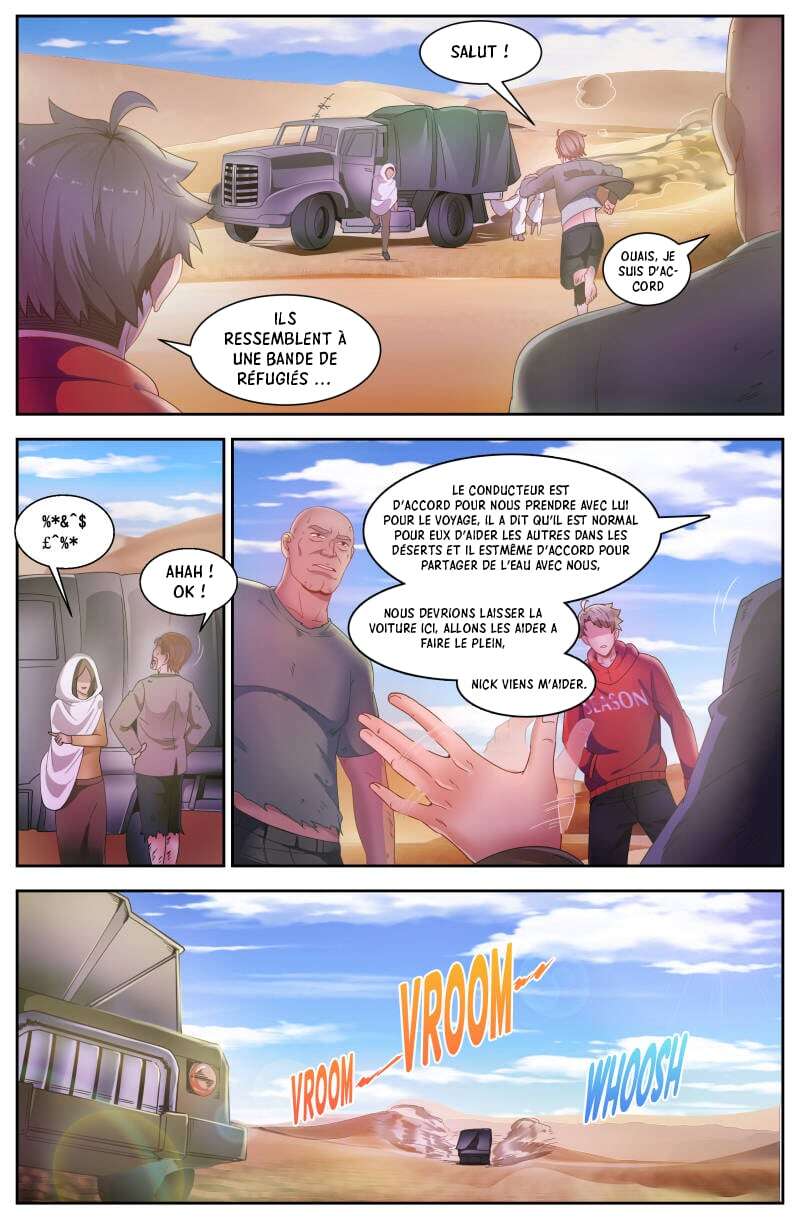 SALUT !
OUAIS, JE
SUIS D'AC-
CORD
ILS
RESSEMBLENT À
UNE BANDE DE
RÉFUGIÉS ...
%*&^$
£^%*
AHAH !
OK !
LE CONDUCTEUR EST
D'ACCORD POUR NOUS PRENDRE AVEC LUI
POUR LE VOYAGE, IL A DIT QU'IL EST NORMAL
POUR EUX D'AIDER LES AUTRES DANS LES
DÉSERTS ET IL ESTMÊME D'ACCORD POUR
PARTAGER DE L'EAU AVEC NOUS,
NOUS DEVRIONS LAISSER LA
VOITURE ICI, ALLONS LES AIDER A
FAIRE LE PLEIN,
NICK VIENS M'AIDER.
SEASON
VROOM
VROOM
WHOOSH